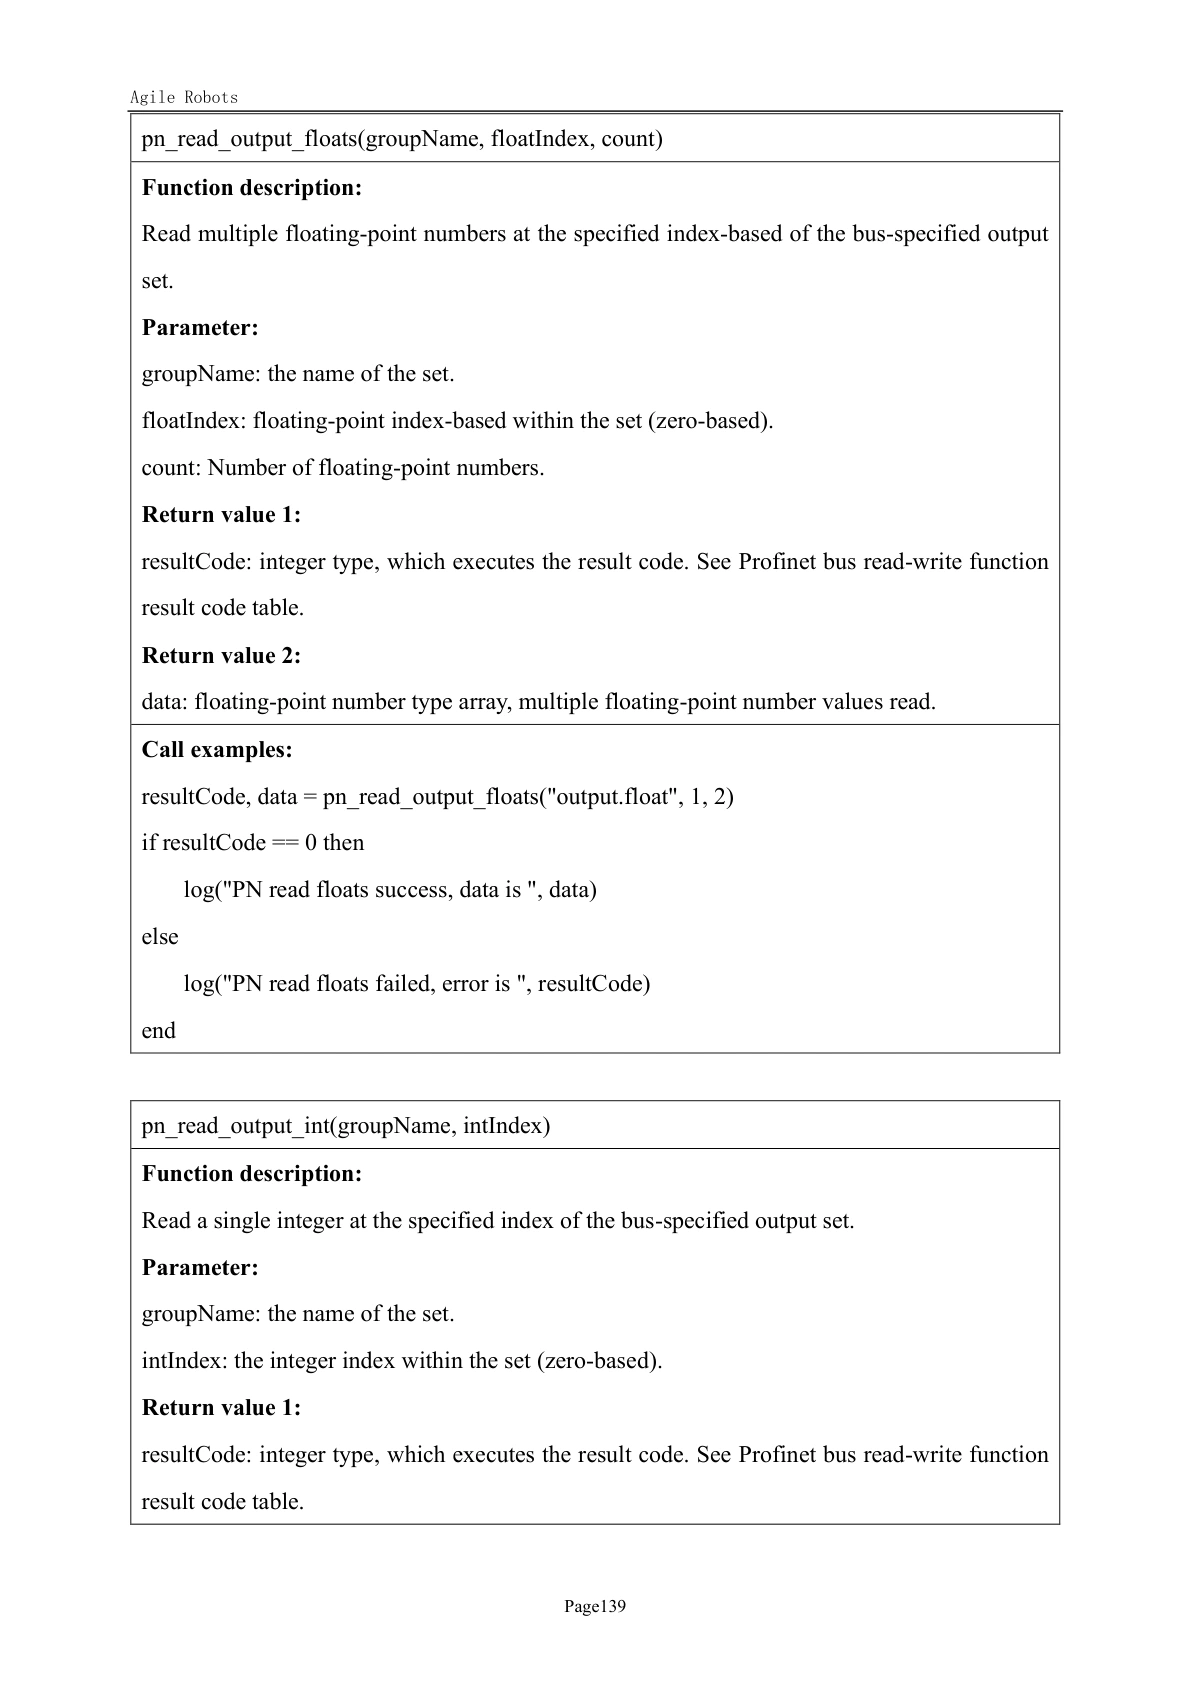 Agile Robots
pn_read_output_floats(groupName, floatIndex, count)
Function description:
Read multiple floating-point numbers at the specified index-based of the bus-specified output
set.
Parameter:
groupName: the name of the set.
floatIndex: floating-point index-based within the set (zero-based).
count: Number of floating-point numbers.
Return value 1:
resultCode: integer type, which executes the result code. See Profinet bus read-write function
result code table.
Return value 2:
data: floating-point number type array, multiple floating-point number values read.
Call examples:
resultCode, data = pn_read_output_floats("output.float", 1, 2)
if resultCode == 0 then
log("PN read floats success, data is ", data)
else
log("PN read floats failed, error is ", resultCode)
end
pn_read_output_int(groupName, intIndex)
Function description:
Read a single integer at the specified index of the bus-specified output set.
Parameter:
groupName: the name of the set.
intIndex: the integer index within the set (zero-based).
Return value 1:
resultCode: integer type, which executes the result code. See Profinet bus read-write function
result code table.
Page139